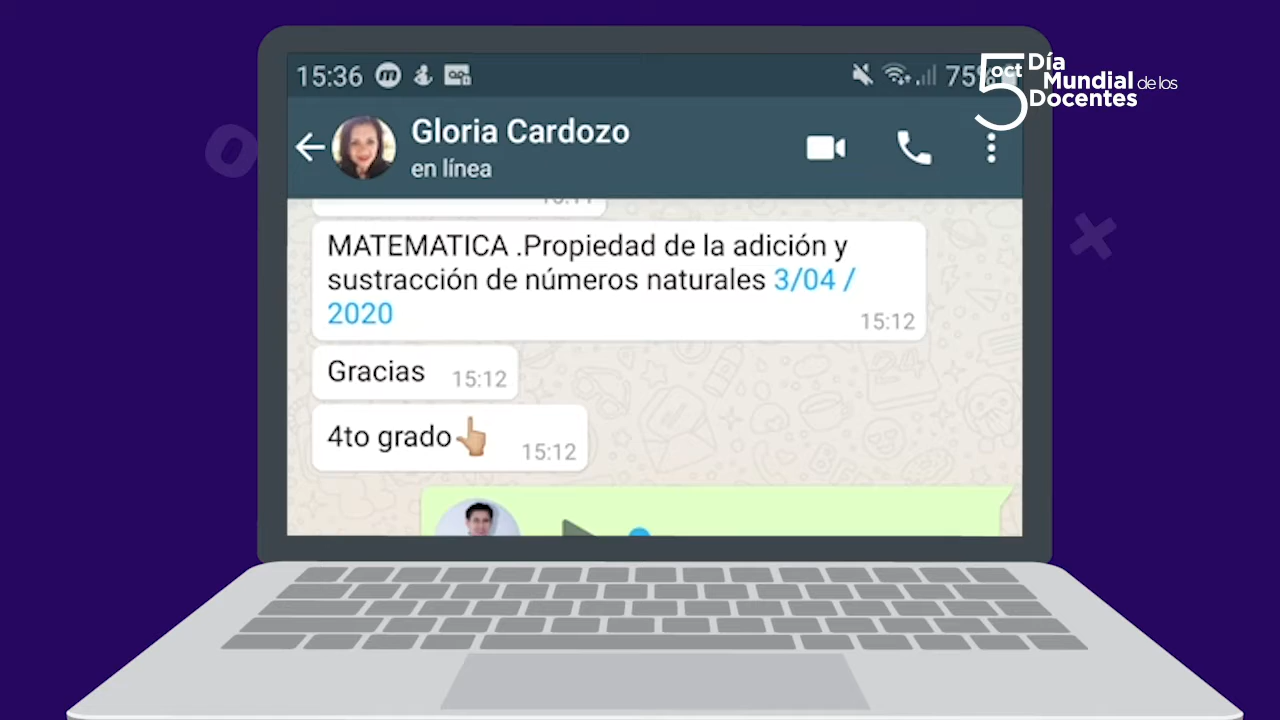 15:36
75%
5
oct
Día
Mundial de los
Docentes
Gloria Cardozo
en línea
MATEMATICA .Propiedad de la adición y
sustracción de números naturales 3/04 /
2020
15:12
Gracias
15:12
4to grado👆🏼
15:12